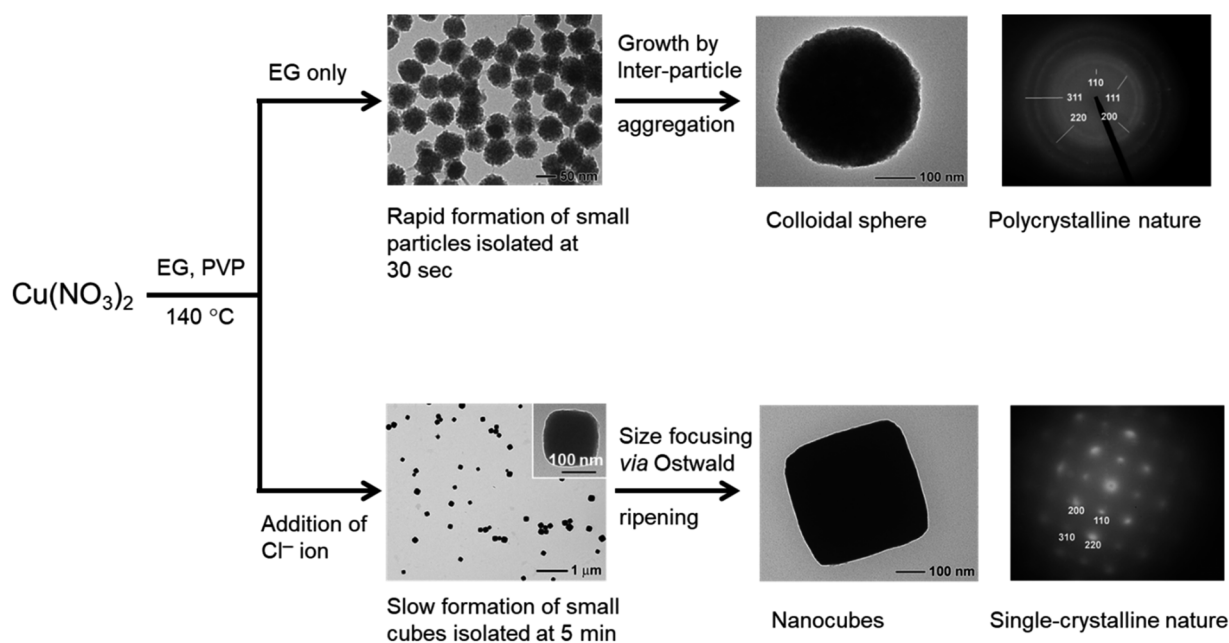 Cu(NO₃)₂
EG, PVP
140 °C
EG only
50 nm
Rapid formation of small
particles isolated at
30 sec
Growth by
Inter-particle
aggregation
100 nm
Colloidal sphere
110
311
111
220
200
Polycrystalline nature
Addition of
Cl⁻ ion
100 nm
1 µm
Slow formation of small
cubes isolated at 5 min
Size focusing
via Ostwald
ripening
100 nm
Nanocubes
200
110
310
220
Single-crystalline nature